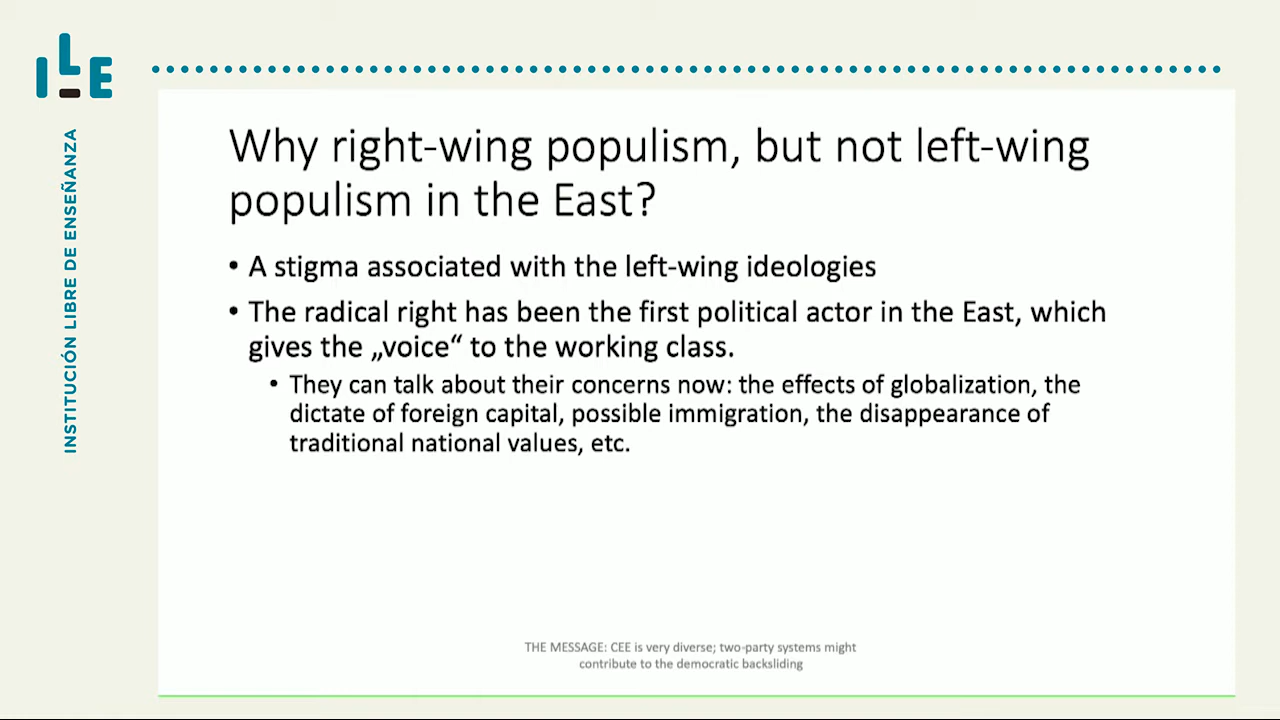 ILE
INSTITUCIÓN LIBRE DE ENSEÑANZA
Why right-wing populism, but not left-wing
populism in the East?
• A stigma associated with the left-wing ideologies
• The radical right has been the first political actor in the East, which
gives the „voice“ to the working class.
• They can talk about their concerns now: the effects of globalization, the
dictate of foreign capital, possible immigration, the disappearance of
traditional national values, etc.
THE MESSAGE: CEE is very diverse; two-party systems might
contribute to the democratic backsliding